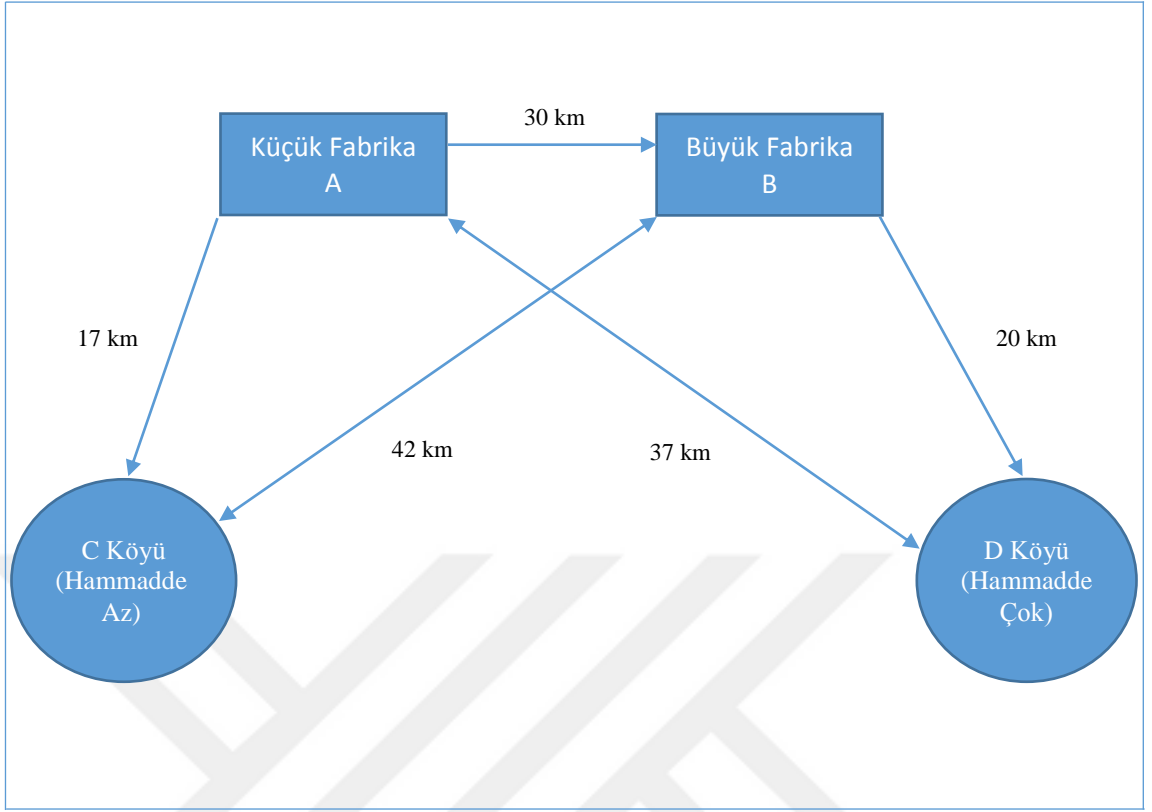 30 km
Küçük Fabrika
A
Büyük Fabrika
B
17 km
20 km
42 km
37 km
C Köyü
(Hammadde
Az)
D Köyü
(Hammadde
Çok)